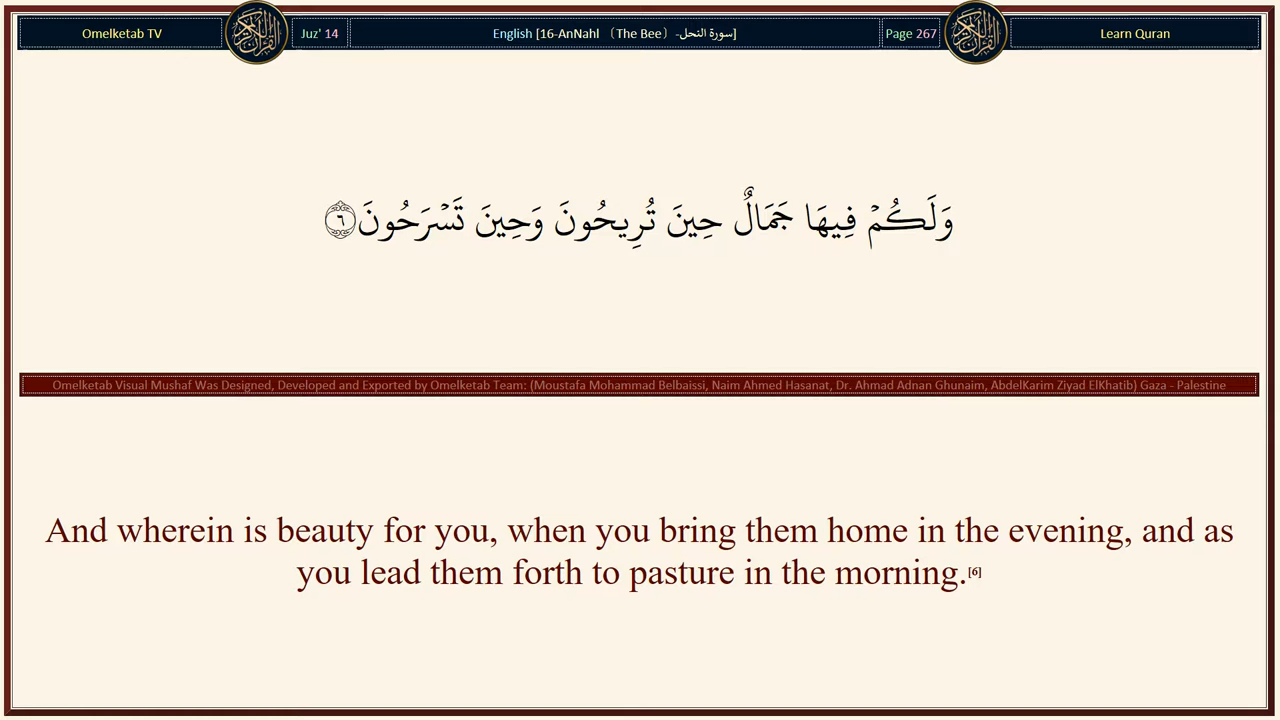 Omelketab TV
Juz' 14
English [16-AnNahl （The Bee）-سورة النحل]
Page 267
Learn Quran
وَلَكُمۡ فِيهَا جَمَالٌ حِينَ تُرِيحُونَ وَحِينَ تَسۡرَحُونَ ٦
Omelketab Visual Mushaf Was Designed, Developed and Exported by Omelketab Team: (Moustafa Mohammad Belbaissi, Naim Ahmed Hasanat, Dr. Ahmad Adnan Ghunaim, AbdelKarim Ziyad ElKhatib) Gaza - Palestine
And wherein is beauty for you, when you bring them home in the evening, and as
you lead them forth to pasture in the morning.[6]